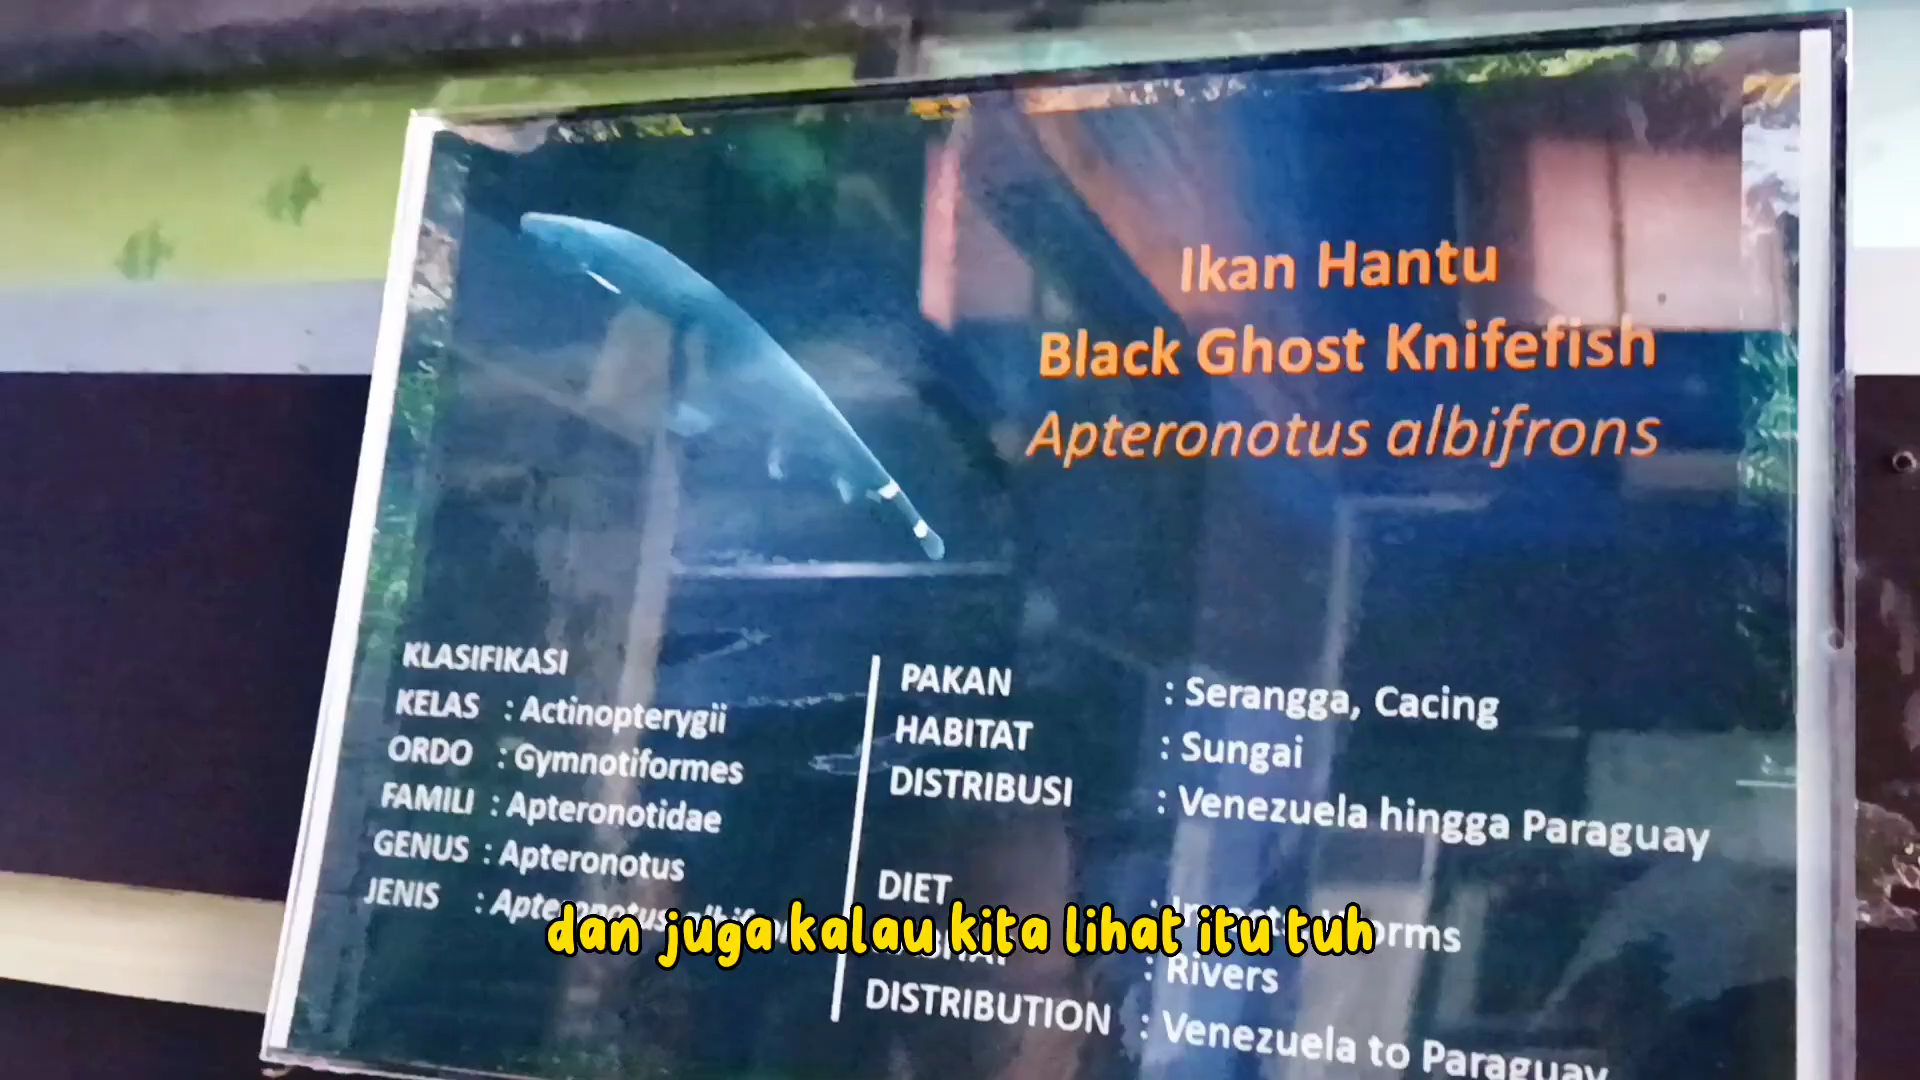 Ikan Hantu
Black Ghost Knifefish
Apteronotus albifrons
KLASIFIKASI
KELAS : Actinopterygii
ORDO : Gymnotiformes
FAMILI : Apteronotidae
GENUS : Apteronotus
JENIS : Apteronotus
PAKAN : Serangga, Cacing
HABITAT : Sungai
DISTRIBUSI : Venezuela hingga Paraguay
DIET :
: Rivers
DISTRIBUTION : Venezuela to Paraguay
dan juga kalau kita lihat itu tuh